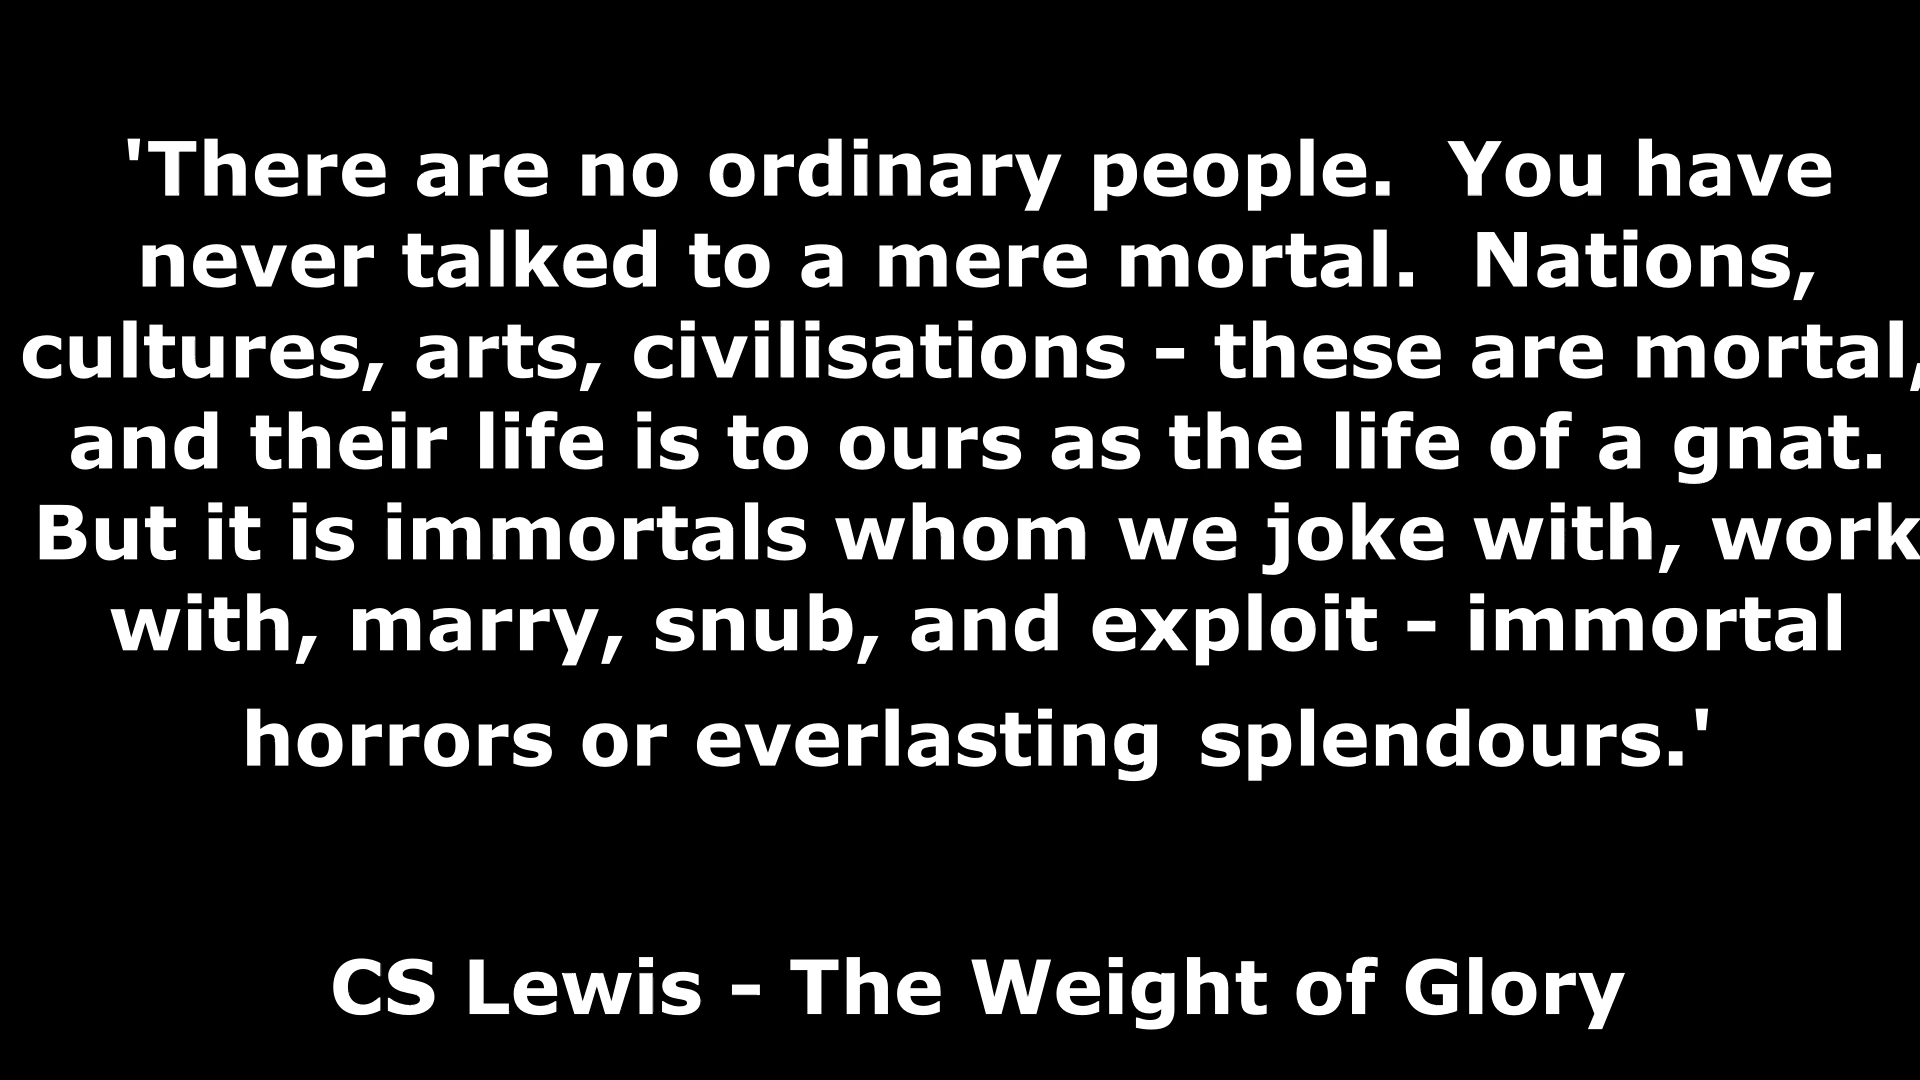 'There are no ordinary people.  You have
never talked to a mere mortal.  Nations,
cultures, arts, civilisations - these are mortal,
and their life is to ours as the life of a gnat.
But it is immortals whom we joke with, work
with, marry, snub, and exploit - immortal
horrors or everlasting splendours.'
CS Lewis - The Weight of Glory